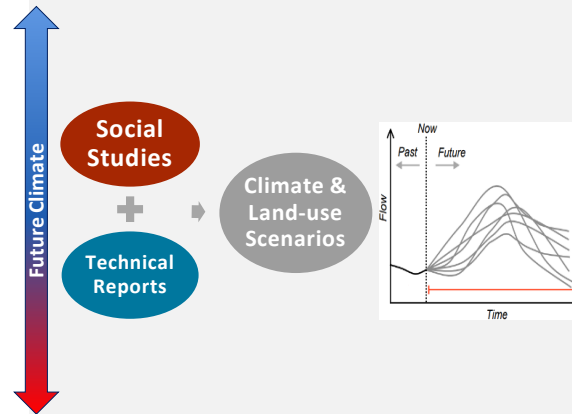 Future Climate
Social
Studies
Technical
Reports
Climate &
Land-use
Scenarios
Now
Past
Future
Flow
Time